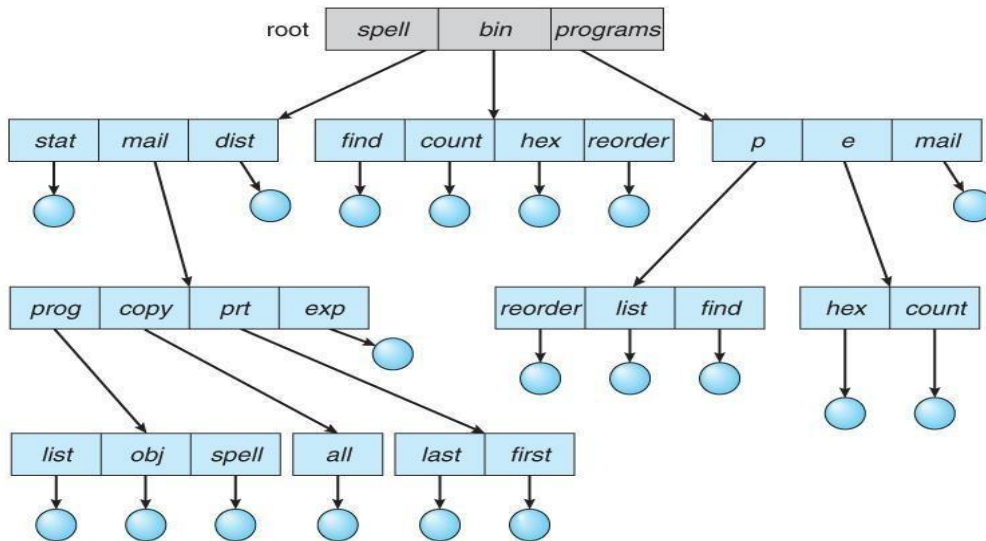 root spell bin programs
stat mail dist find count hex reorder p e mail
prog copy prt exp reorder list find hex count
list obj spell all last first